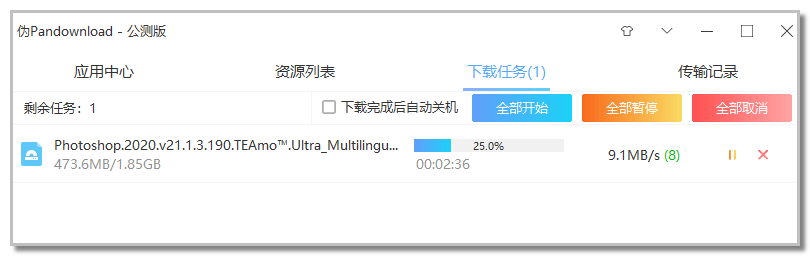 伪Pandownload - 公测版
应用中心 资源列表 下载任务(1) 传输记录
剩余任务：1 下载完成后自动关机 全部开始 全部暂停 全部取消
Photoshop.2020.v21.1.3.190.TEAmo™.Ultra_Multilingu... 25.0% 9.1MB/s (8)
473.6MB/1.85GB 00:02:36